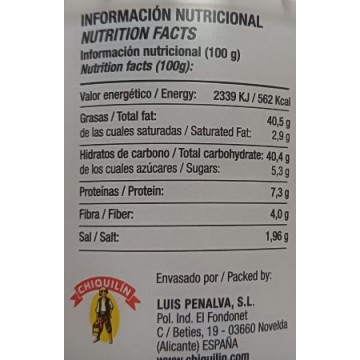 INFORMACIÓN NUTRICIONAL
NUTRITION FACTS
Información nutricional (100 g)
Nutrition facts (100g):
Valor energético / Energy: 2339 KJ / 562 Kcal
Grasas / Total fat: 40,5 g
de las cuales saturadas / Saturated Fat: 2,9 g
Hidratos de carbono / Total carbohydrate: 40,4 g
de los cuales azúcares / Sugars: 5,3 g
Proteínas / Protein: 7,3 g
Fibra / Fiber: 4,0 g
Sal / Salt: 1,96 g
CHIQUILÍN
Envasado por / Packed by:
LUIS PENALVA, S.L.
Pol. Ind. El Fondonet
C / Beties, 19 - 03660 Novelda
(Alicante) ESPAÑA
www.chiquilin.com